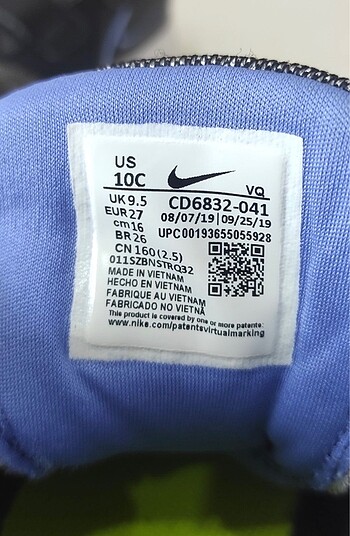 US
10C
VQ
UK 9.5
EUR 27
cm 16
BR 26
CN 160 (2.5)
011SZBNSTRQ32
CD6832-041
08/07/19 | 09/25/19
UPC00193655055928
MADE IN VIETNAM
HECHO EN VIETNAM
FABRIQUE AU VIETNAM
FABRICADO NO VIETNÃ
This product is covered by one or more patents:
www.nike.com/patentsvirtualmarking